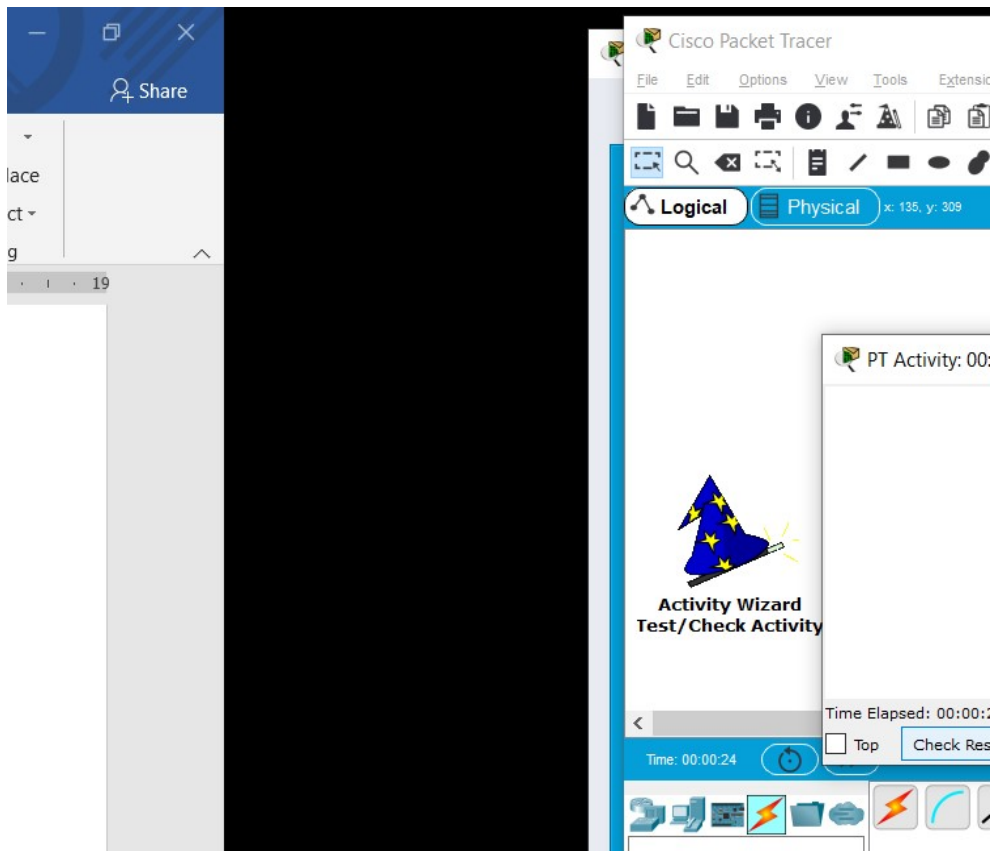 Share
lace
ct
g
19
Cisco Packet Tracer
File Edit Options View Tools Extensio
Logical Physical x: 135, y: 309
PT Activity: 00:
Activity Wizard
Test/Check Activity
Time Elapsed: 00:00:2
Top Check Res
Time: 00:00:24